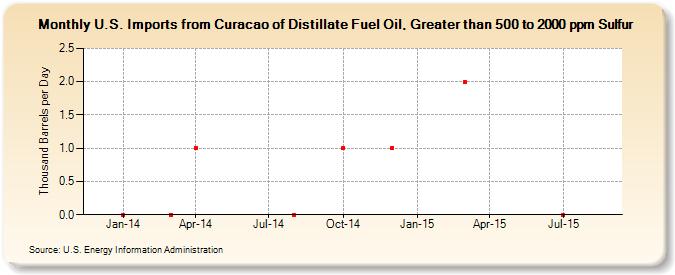 Monthly U.S. Imports from Curacao of Distillate Fuel Oil, Greater than 500 to 2000 ppm Sulfur
Thousand Barrels per Day
2.5
2.0
1.5
1.0
0.5
0.0
Jan-14 Apr-14 Jul-14 Oct-14 Jan-15 Apr-15 Jul-15
Source: U.S. Energy Information Administration